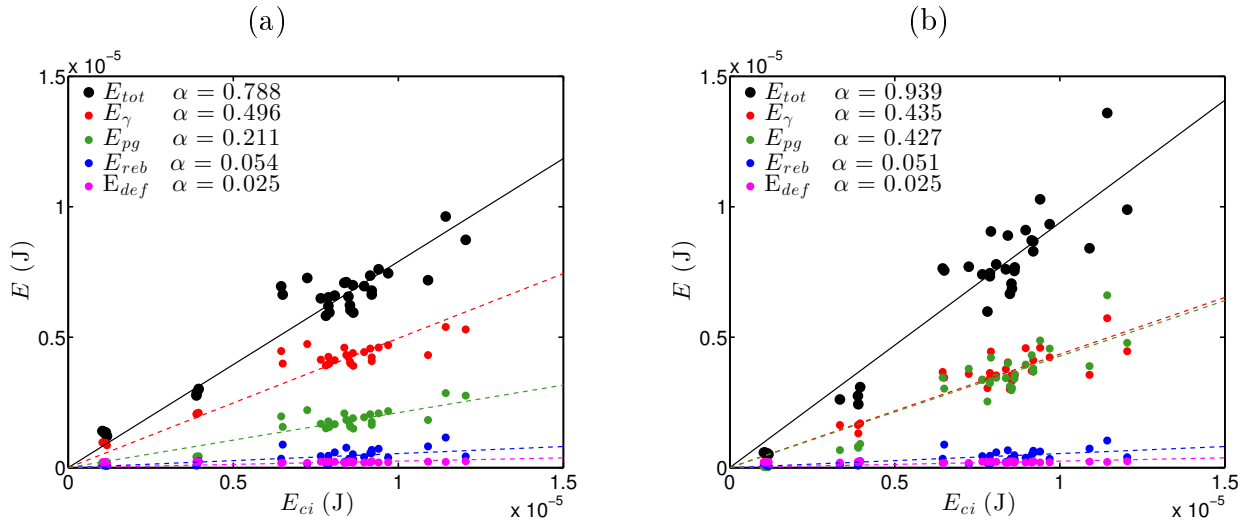 (a)
x 10⁻⁵
1.5
1
0.5
0
E (J)
E_tot α = 0.788
E_γ α = 0.496
E_pg α = 0.211
E_reb α = 0.054
E_def α = 0.025
0 0.5 1 1.5
E_ci (J)
x 10⁻⁵
(b)
x 10⁻⁵
1.5
1
0.5
0
E (J)
E_tot α = 0.939
E_γ α = 0.435
E_pg α = 0.427
E_reb α = 0.051
E_def α = 0.025
0 0.5 1 1.5
E_ci (J)
x 10⁻⁵